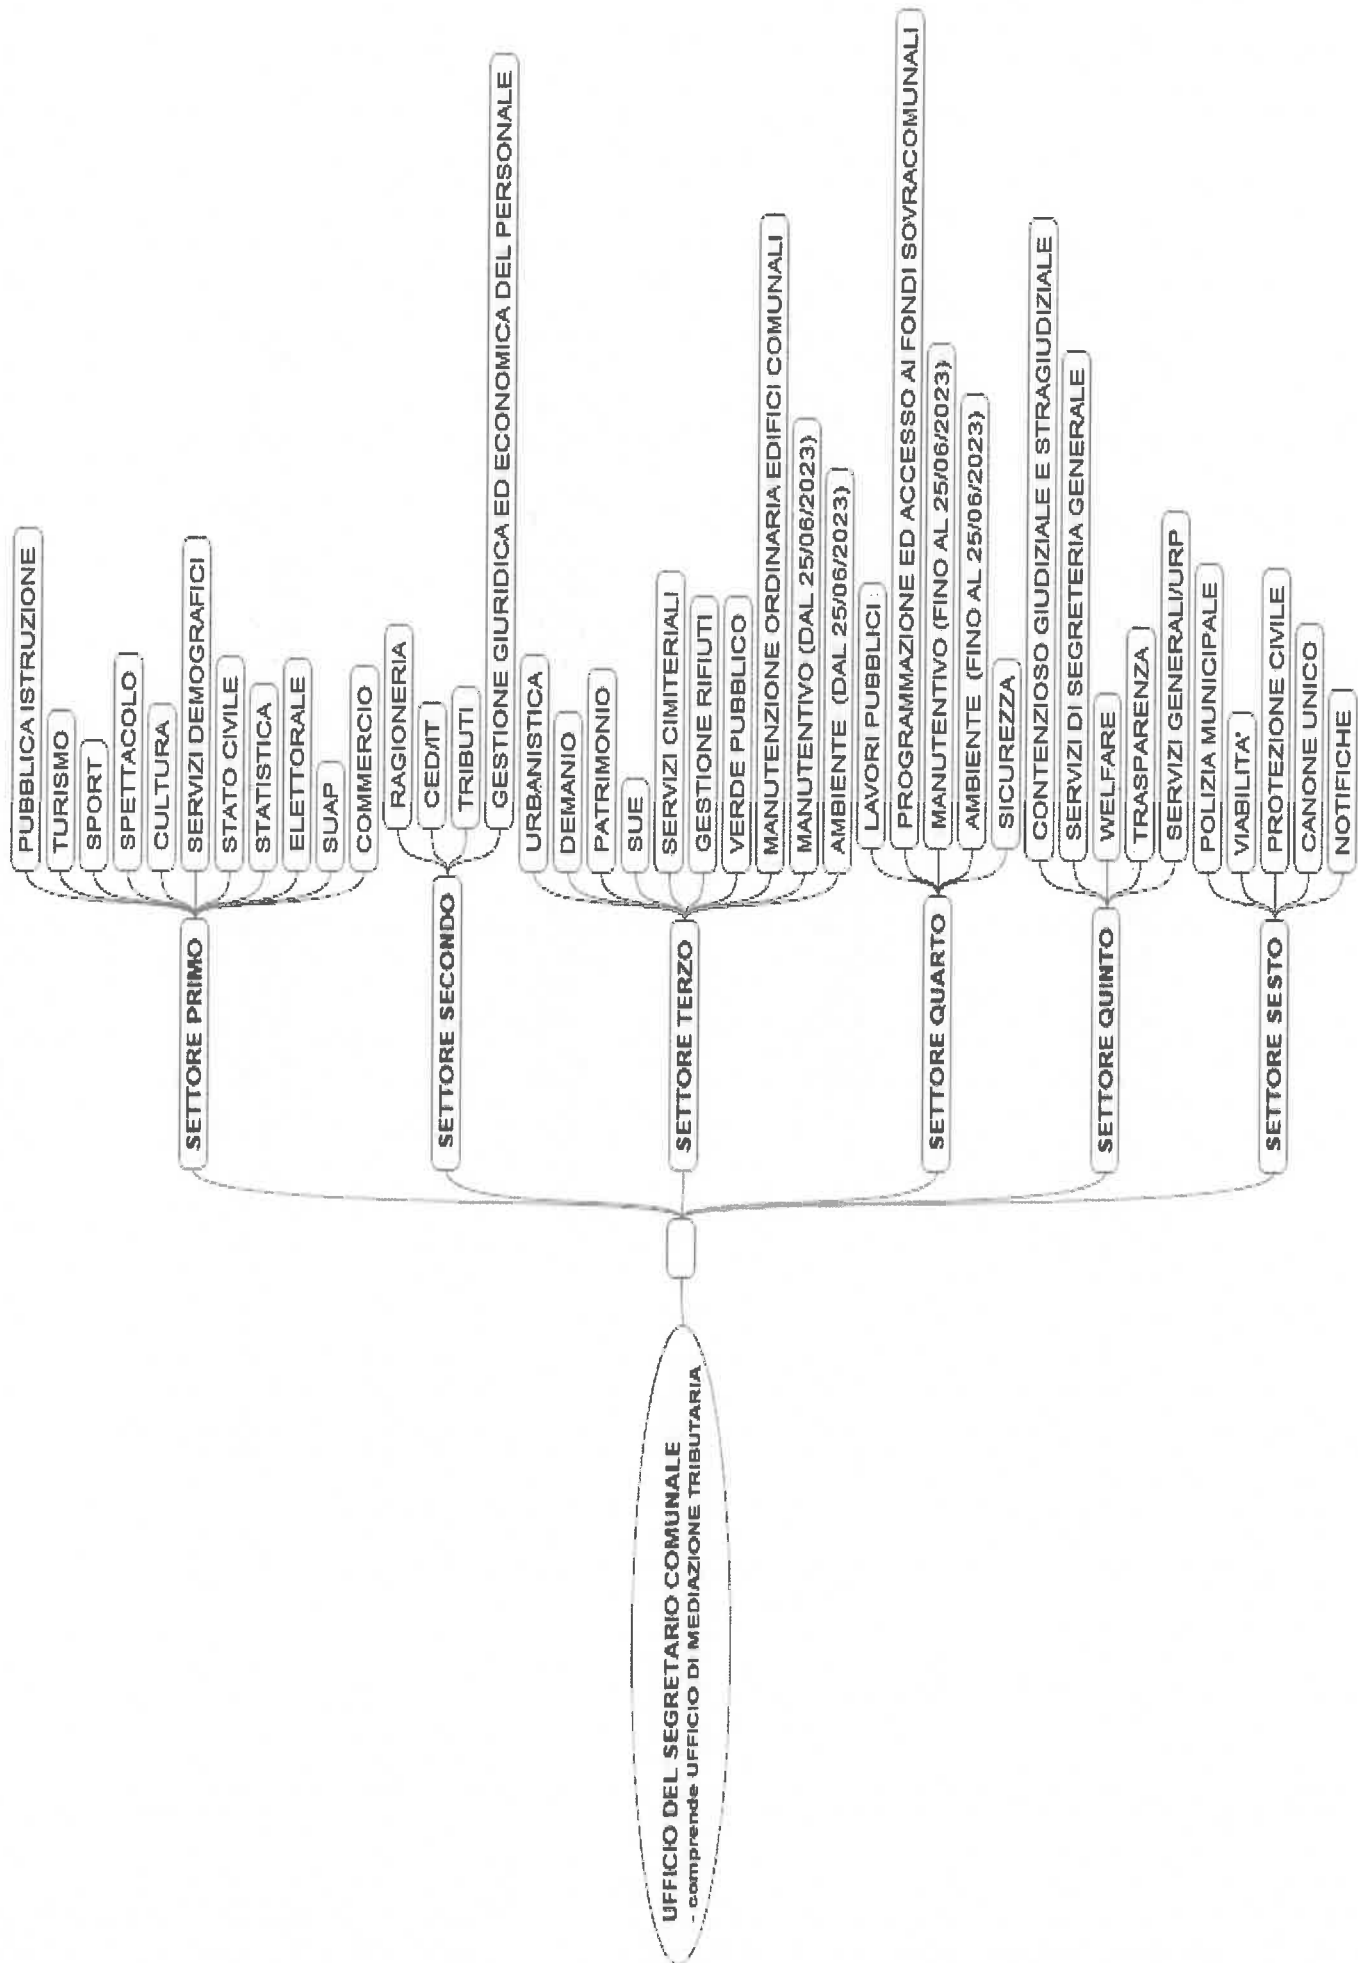 UFFICIO DEL SEGRETARIO COMUNALE
- comprende UFFICIO DI MEDIAZIONE TRIBUTARIA
SETTORE PRIMO
PUBBLICA ISTRUZIONE
TURISMO
SPORT
SPETTACOLO
CULTURA
SERVIZI DEMOGRAFICI
STATO CIVILE
STATISTICA
ELETTORALE
SUAP
COMMERCIO
SETTORE SECONDO
RAGIONERIA
CED/IT
TRIBUTI
GESTIONE GIURIDICA ED ECONOMICA DEL PERSONALE
SETTORE TERZO
URBANISTICA
DEMANIO
PATRIMONIO
SUE
SERVIZI CIMITERIALI
GESTIONE RIFIUTI
VERDE PUBBLICO
MANUTENZIONE ORDINARIA EDIFICI COMUNALI
MANUTENTIVO (DAL 25/06/2023)
AMBIENTE (DAL 25/06/2023)
SETTORE QUARTO
LAVORI PUBBLICI
PROGRAMMAZIONE ED ACCESSO AI FONDI SOVRACOMUNALI
MANUTENTIVO (FINO AL 25/06/2023)
AMBIENTE (FINO AL 25/06/2023)
SICUREZZA
SETTORE QUINTO
CONTENZIOSO GIUDIZIALE E STRAGIUDIZIALE
SERVIZI DI SEGRETERIA GENERALE
WELFARE
TRASPARENZA
SERVIZI GENERALI/URP
SETTORE SESTO
POLIZIA MUNICIPALE
VIABILITA'
PROTEZIONE CIVILE
CANONE UNICO
NOTIFICHE